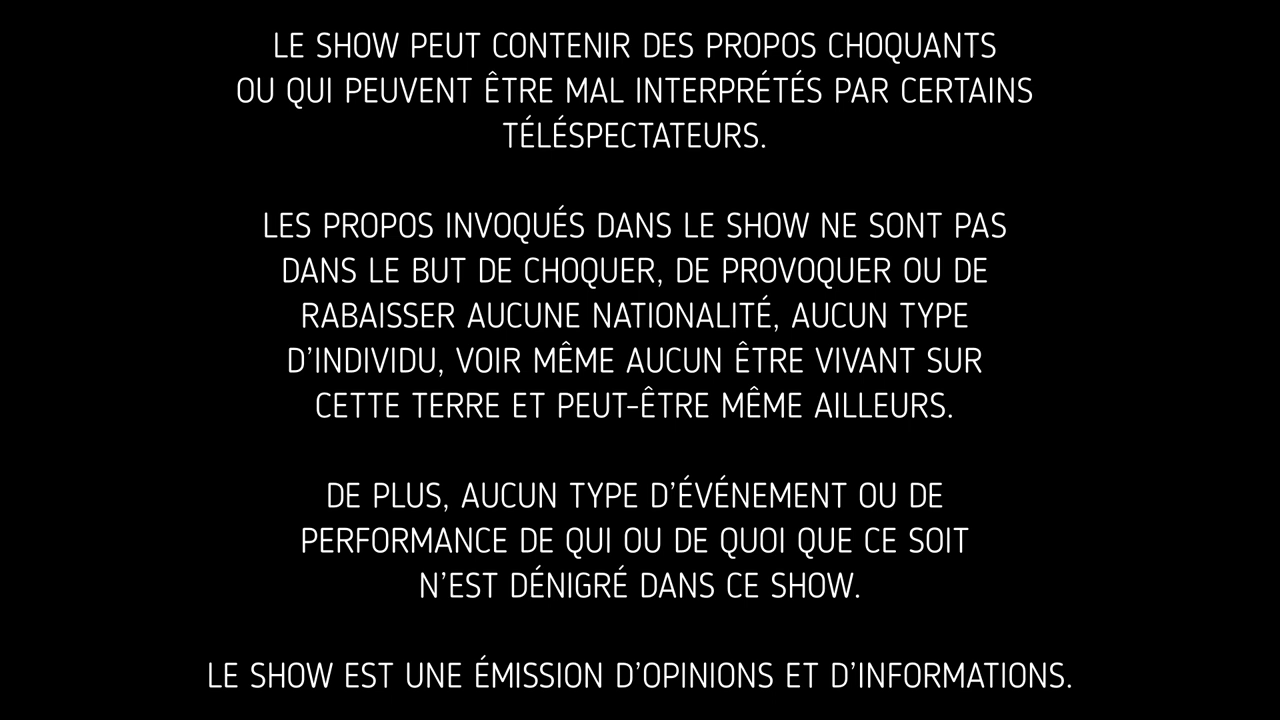 LE SHOW PEUT CONTENIR DES PROPOS CHOQUANTS
OU QUI PEUVENT ÊTRE MAL INTERPRÉTÉS PAR CERTAINS
TÉLÉSPECTATEURS.
LES PROPOS INVOQUÉS DANS LE SHOW NE SONT PAS
DANS LE BUT DE CHOQUER, DE PROVOQUER OU DE
RABAISSER AUCUNE NATIONALITÉ, AUCUN TYPE
D'INDIVIDU, VOIR MÊME AUCUN ÊTRE VIVANT SUR
CETTE TERRE ET PEUT-ÊTRE MÊME AILLEURS.
DE PLUS, AUCUN TYPE D'ÉVÉNEMENT OU DE
PERFORMANCE DE QUI OU DE QUOI QUE CE SOIT
N'EST DÉNIGRÉ DANS CE SHOW.
LE SHOW EST UNE ÉMISSION D'OPINIONS ET D'INFORMATIONS.